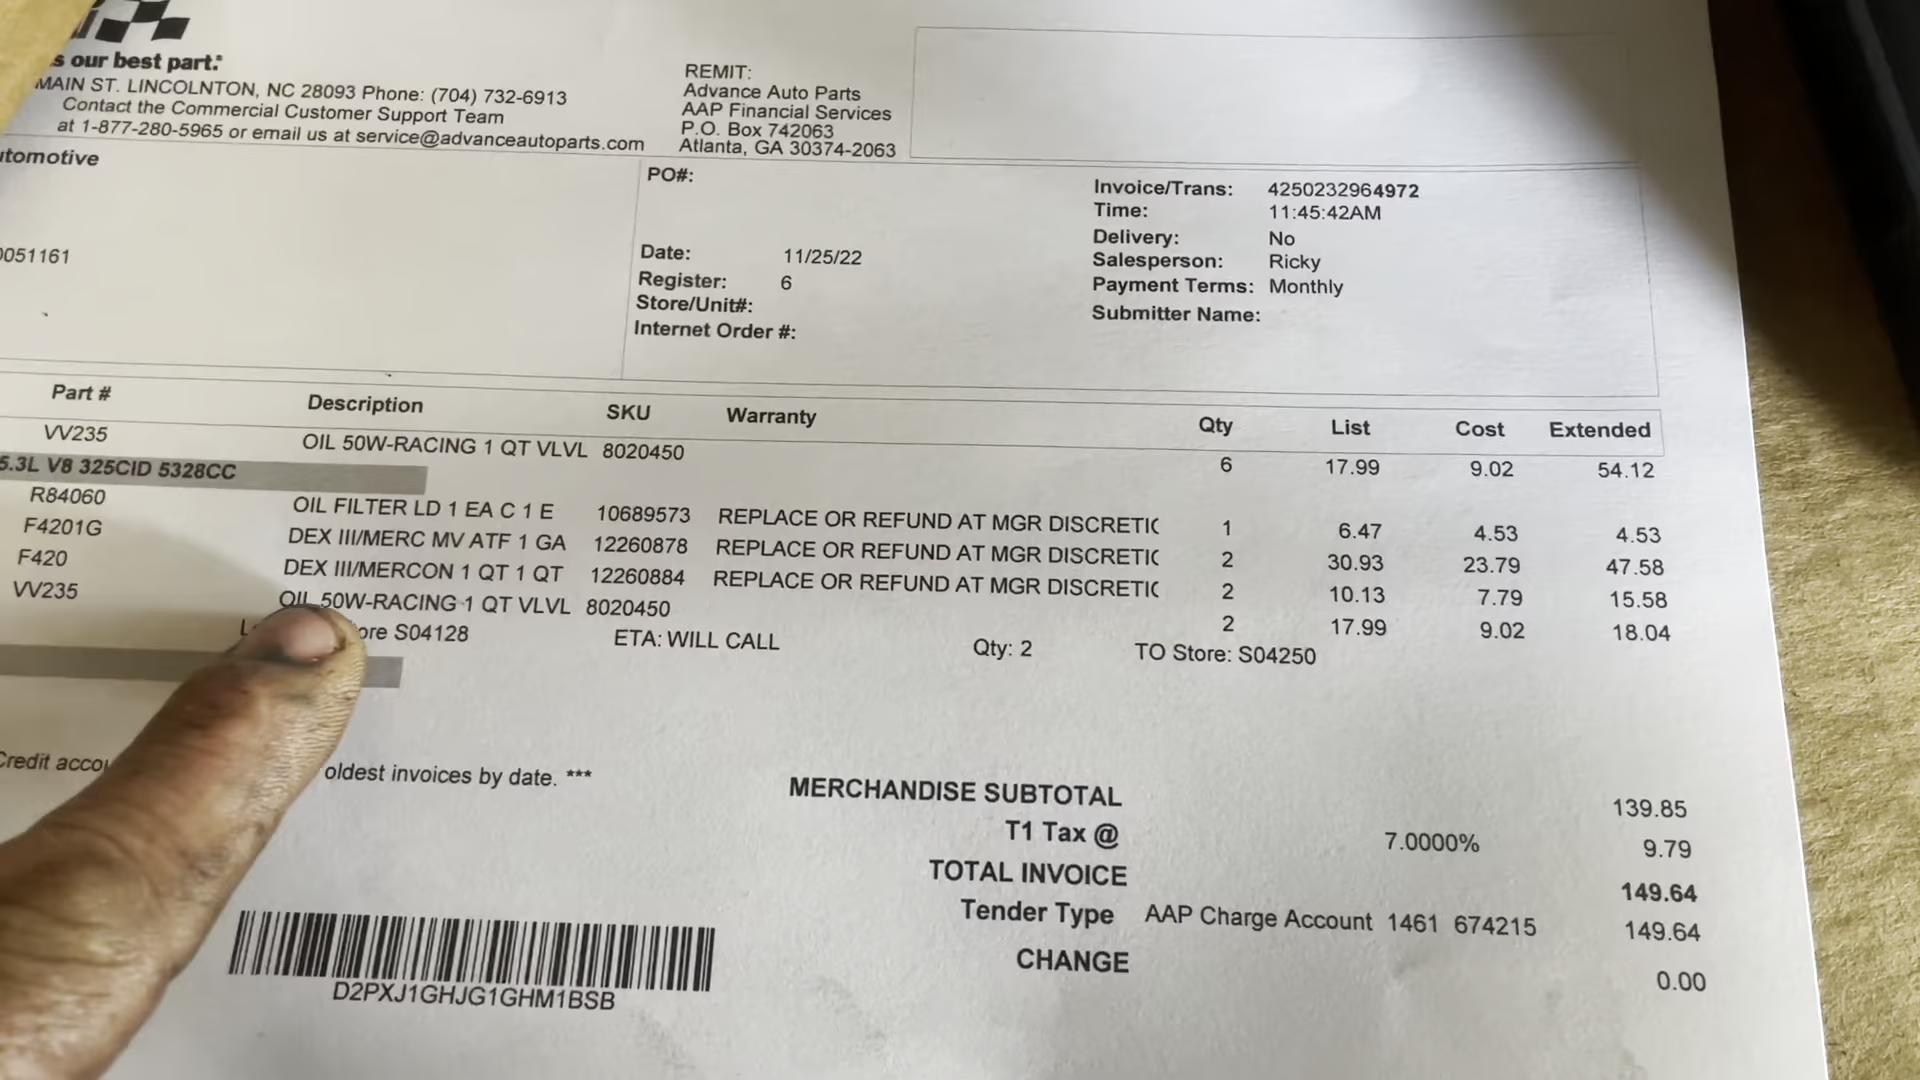 s our best part.®
MAIN ST. LINCOLNTON, NC 28093 Phone: (704) 732-6913
Contact the Commercial Customer Support Team
at 1-877-280-5965 or email us at service@advanceautoparts.com
REMIT:
Advance Auto Parts
AAP Financial Services
P.O. Box 742063
Atlanta, GA 30374-2063
utomotive
0051161
PO#:
Date: 11/25/22
Register: 6
Store/Unit#:
Internet Order #:
Invoice/Trans: 4250232964972
Time: 11:45:42AM
Delivery: No
Salesperson: Ricky
Payment Terms: Monthly
Submitter Name:
Part # Description SKU Warranty Qty List Cost Extended
VV235 OIL 50W-RACING 1 QT VLVL 8020450 6 17.99 9.02 54.12
5.3L V8 325CID 5328CC
R84060 OIL FILTER LD 1 EA C 1 E 10689573 REPLACE OR REFUND AT MGR DISCRETIC 1 6.47 4.53 4.53
F4201G DEX III/MERC MV ATF 1 GA 12260878 REPLACE OR REFUND AT MGR DISCRETIC 2 30.93 23.79 47.58
F420 DEX III/MERCON 1 QT 1 QT 12260884 REPLACE OR REFUND AT MGR DISCRETIC 2 10.13 7.79 15.58
VV235 OIL 50W-RACING 1 QT VLVL 8020450 2 17.99 9.02 18.04
ore S04128 ETA: WILL CALL Qty: 2 TO Store: S04250
Credit accou oldest invoices by date. ***
MERCHANDISE SUBTOTAL 139.85
T1 Tax @ 7.0000% 9.79
TOTAL INVOICE 149.64
Tender Type AAP Charge Account 1461 674215 149.64
CHANGE 0.00
D2PXJ1GHJG1GHM1BSB